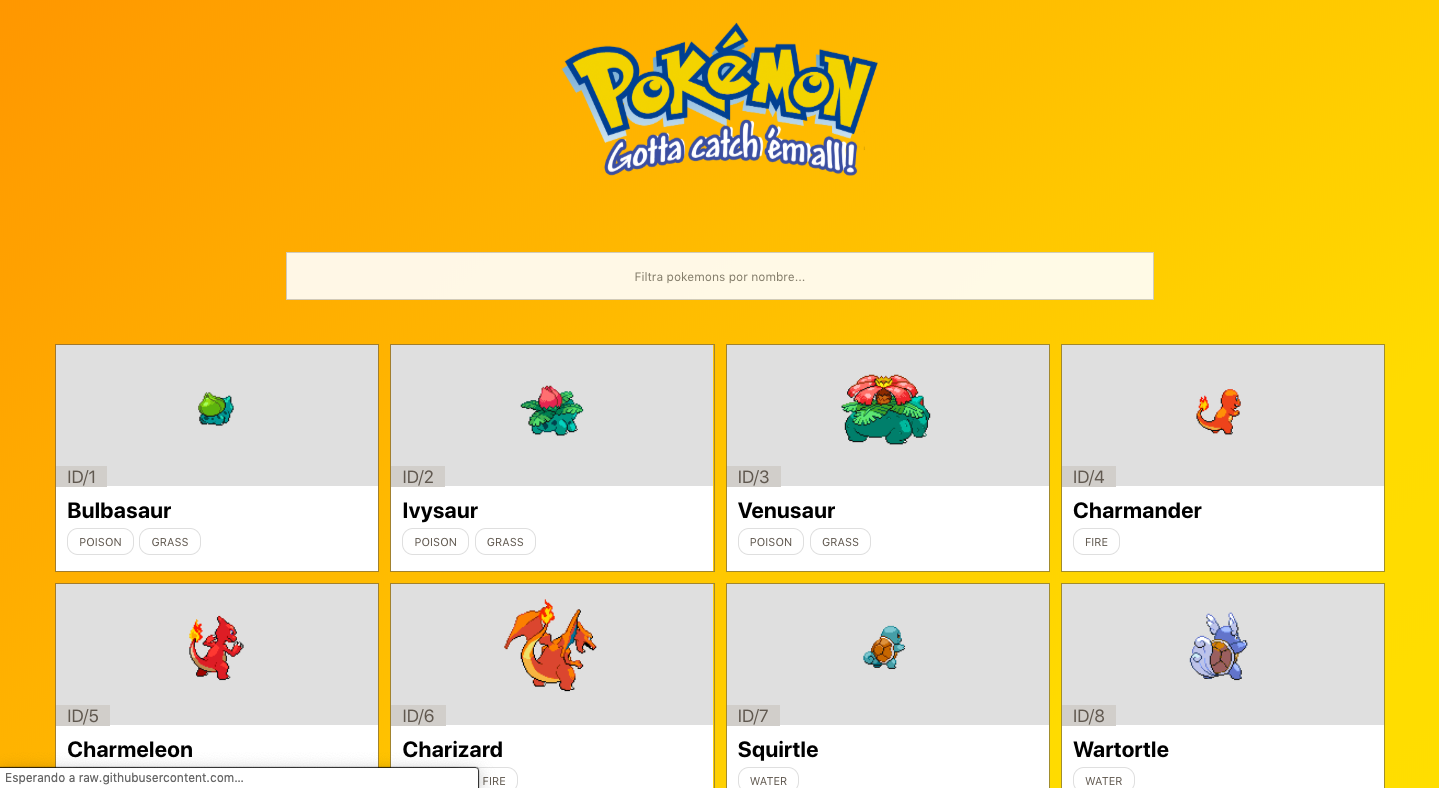 Pokémon
Gotta catch 'em all!
Filtra pokemons por nombre...
ID/1
Bulbasaur
POISON GRASS
ID/2
Ivysaur
POISON GRASS
ID/3
Venusaur
POISON GRASS
ID/4
Charmander
FIRE
ID/5
Charmeleon
ID/6
Charizard
FIRE
ID/7
Squirtle
WATER
ID/8
Wartortle
WATER
Esperando a raw.githubusercontent.com...